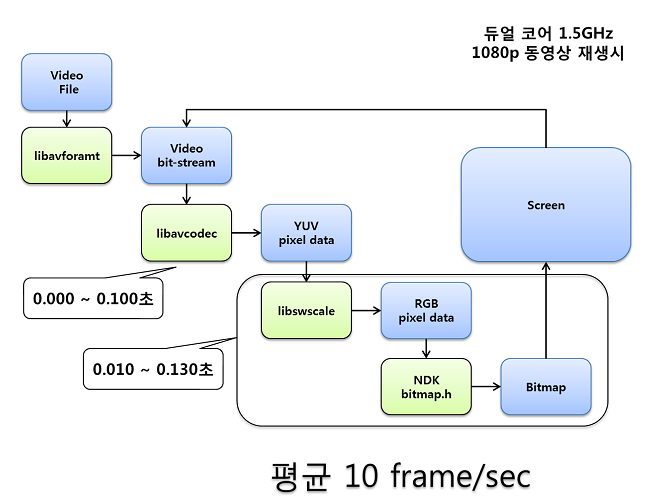 듀얼 코어 1.5GHz
1080p 동영상 재생시
Video
File
libavforamt
Video
bit-stream
Screen
libavcodec
YUV
pixel data
0.000 ~ 0.100초
libswscale
RGB
pixel data
0.010 ~ 0.130초
NDK
bitmap.h
Bitmap
평균 10 frame/sec